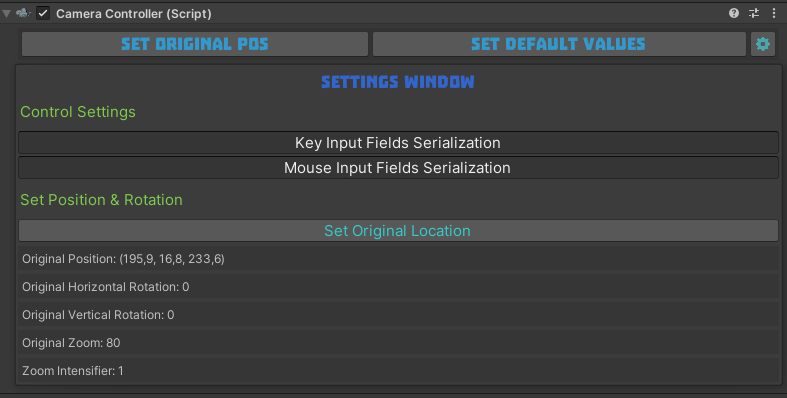 Camera Controller (Script)
SET ORIGINAL POS SET DEFAULT VALUES
SETTINGS WINDOW
Control Settings
Key Input Fields Serialization
Mouse Input Fields Serialization
Set Position & Rotation
Set Original Location
Original Position: (195,9, 16,8, 233,6)
Original Horizontal Rotation: 0
Original Vertical Rotation: 0
Original Zoom: 80
Zoom Intensifier: 1